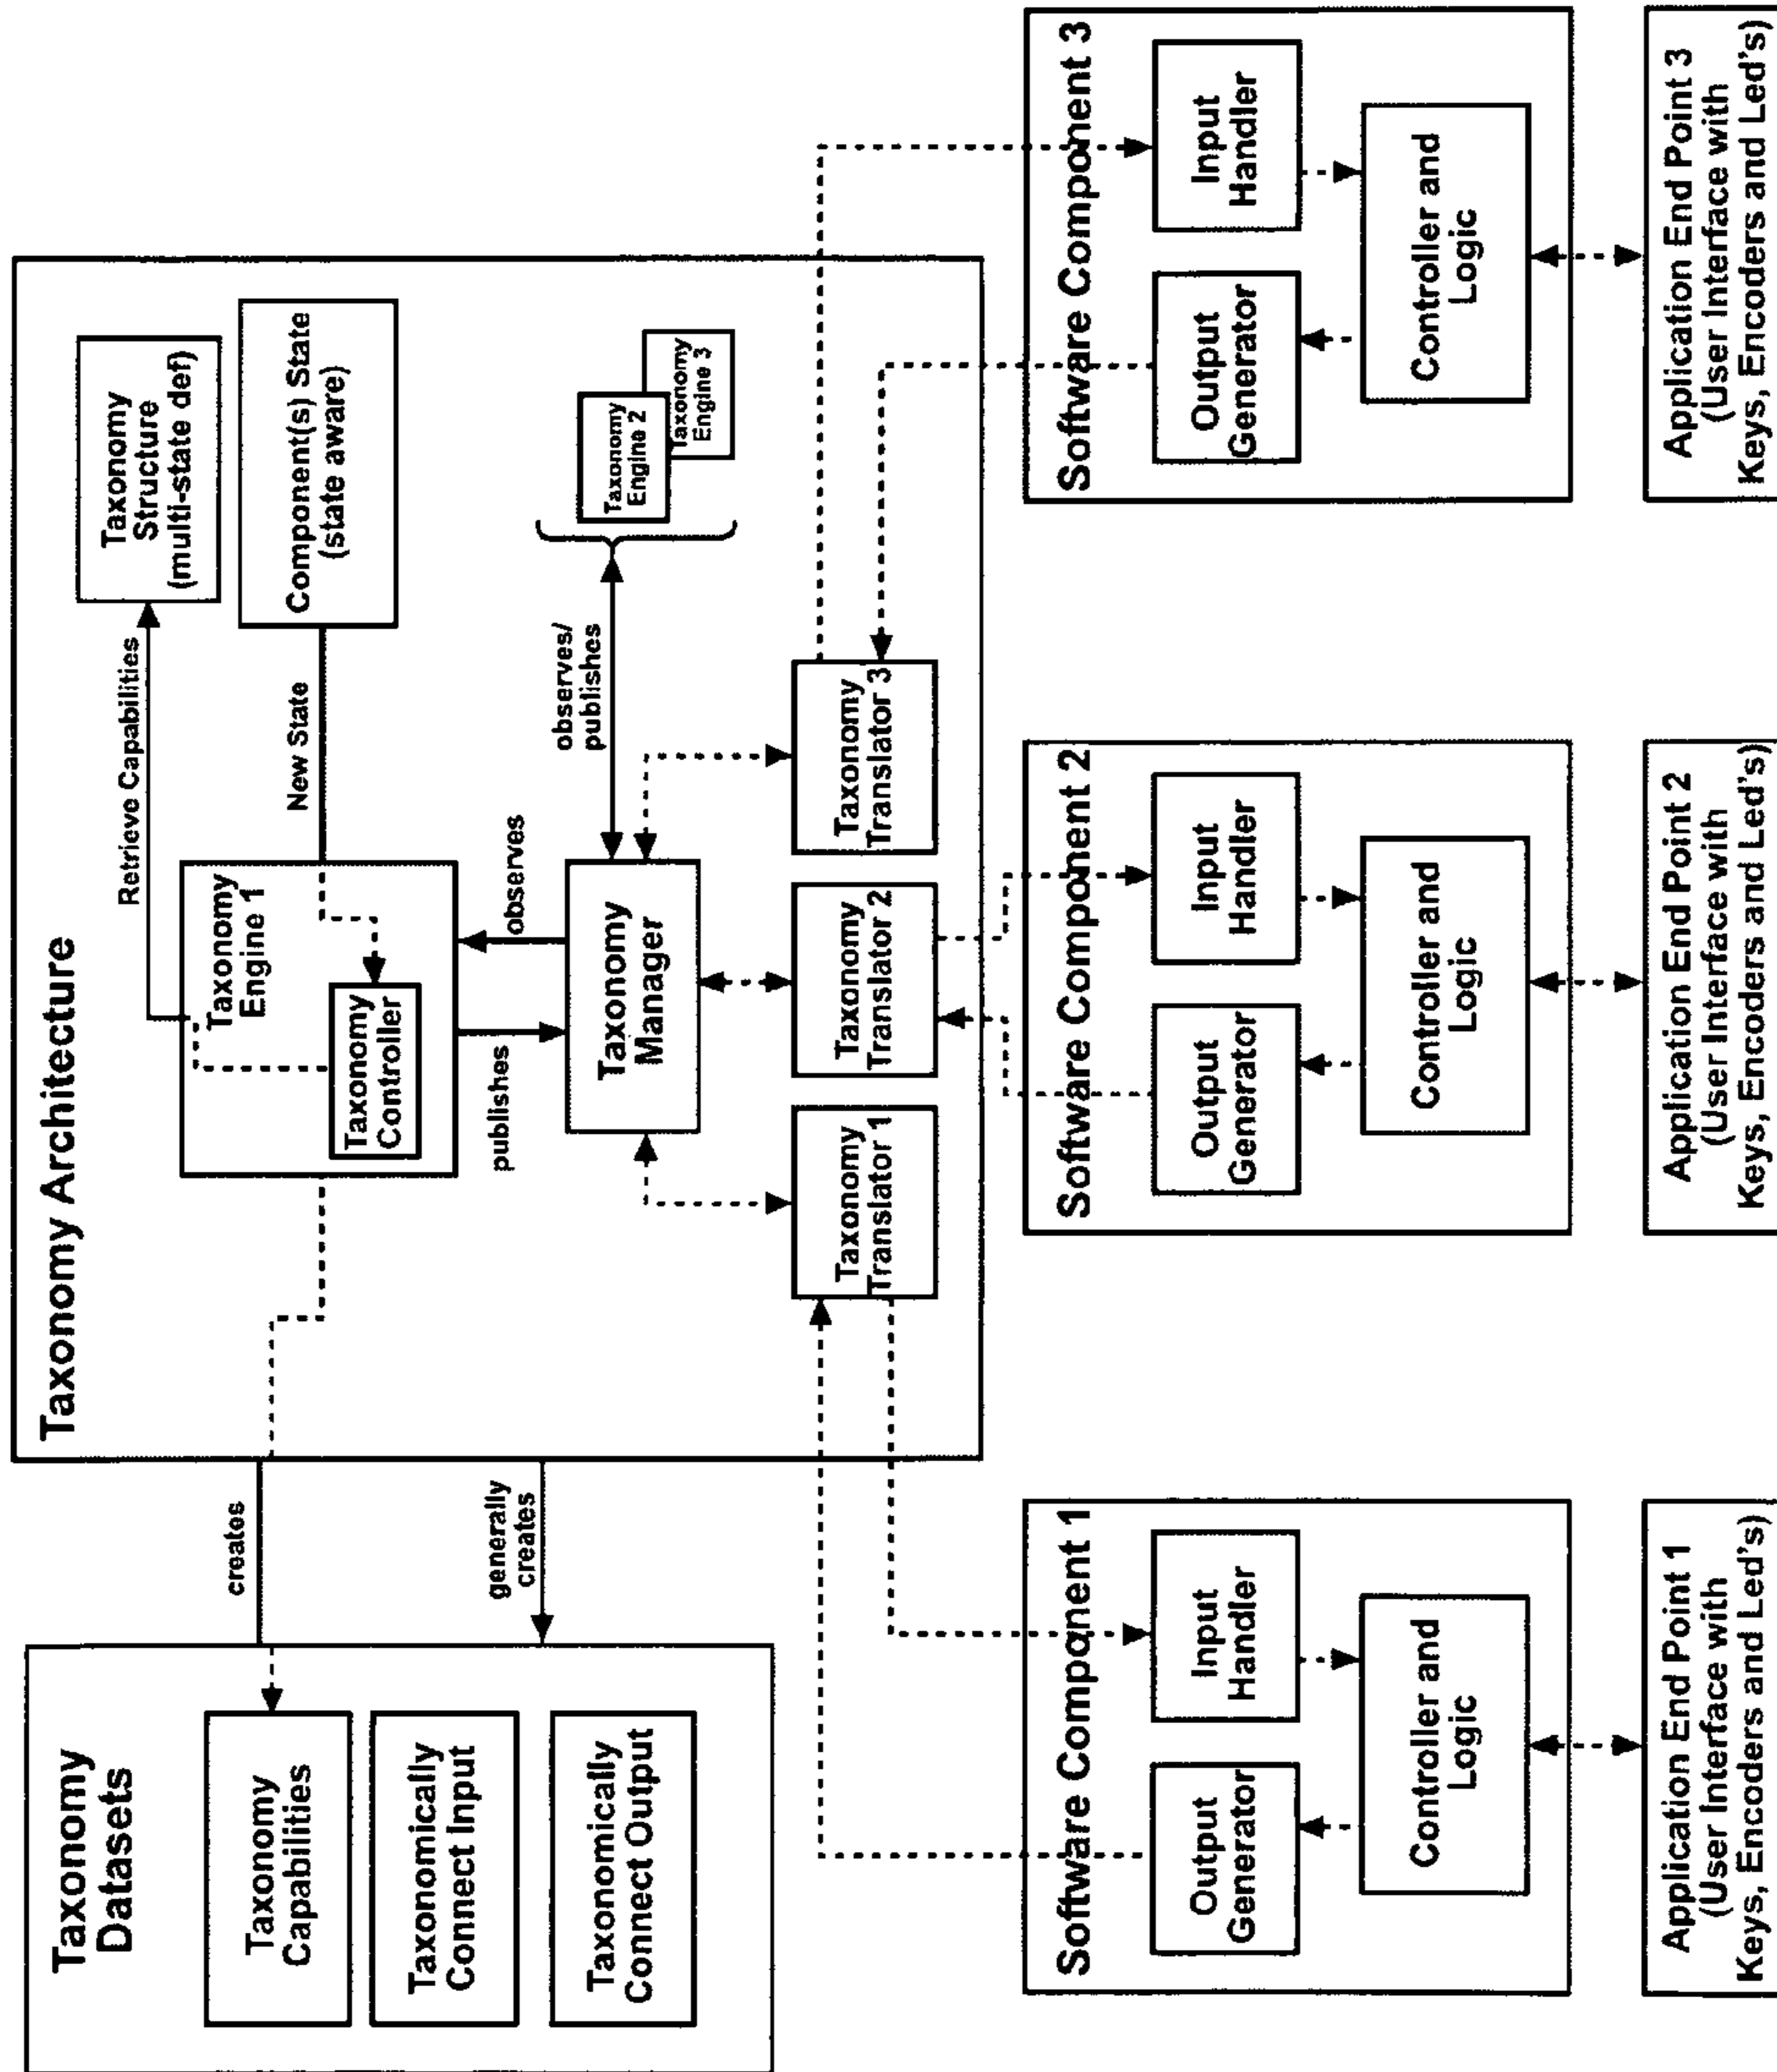 Taxonomy
Datasets
Taxonomy
Capabilities
Taxonomically
Connect Input
Taxonomically
Connect Output
creates
generally
creates
Taxonomy Architecture
Taxonomy
Engine 1
Taxonomy
Controller
Retrieve Capabilities
New State
Taxonomy
Structure
(multi-state def)
Component(s) State
(state aware)
publishes
observes
Taxonomy
Manager
observes/
publishes
Taxonomy
Engine 2
Taxonomy
Engine 3
Taxonomy
Translator 1
Taxonomy
Translator 2
Taxonomy
Translator 3
Software Component 1
Output
Generator
Input
Handler
Controller and
Logic
Application End Point 1
(User Interface with
Keys, Encoders and Led's)
Software Component 2
Output
Generator
Input
Handler
Controller and
Logic
Application End Point 2
(User Interface with
Keys, Encoders and Led's)
Software Component 3
Output
Generator
Input
Handler
Controller and
Logic
Application End Point 3
(User Interface with
Keys, Encoders and Led's)